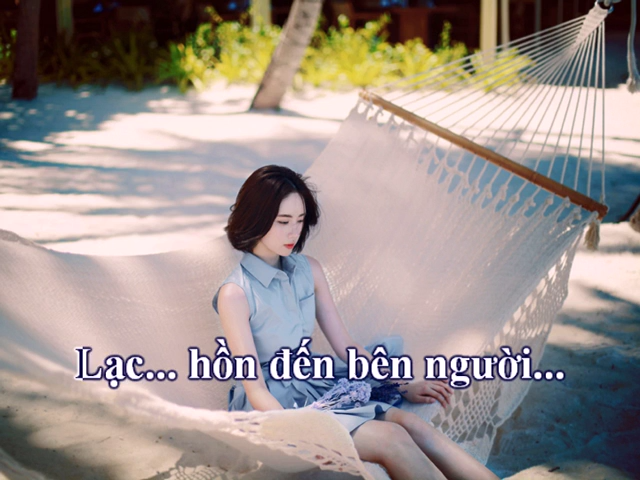 Lạc... hồn đến bên người...